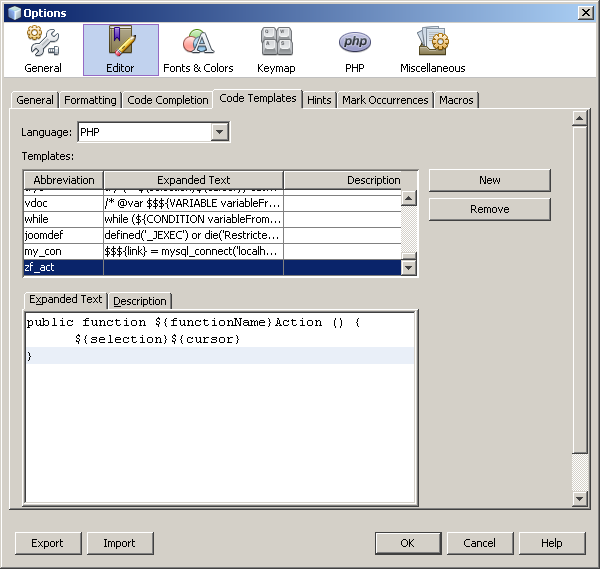 Options
General Editor Fonts & Colors Keymap PHP Miscellaneous
php
General Formatting Code Completion Code Templates Hints Mark Occurrences Macros
Language: PHP
Templates:
Abbreviation Expanded Text Description
vdoc /* @var $$${VARIABLE variableFr...
while while (${CONDITION variableFrom...
joomdef defined('_JEXEC') or die('Restricte...
my_con $$${link} = mysql_connect('localh...
zf_act
New
Remove
Expanded Text Description
public function ${functionName}Action () {
${selection}${cursor}
}
Export Import OK Cancel Help